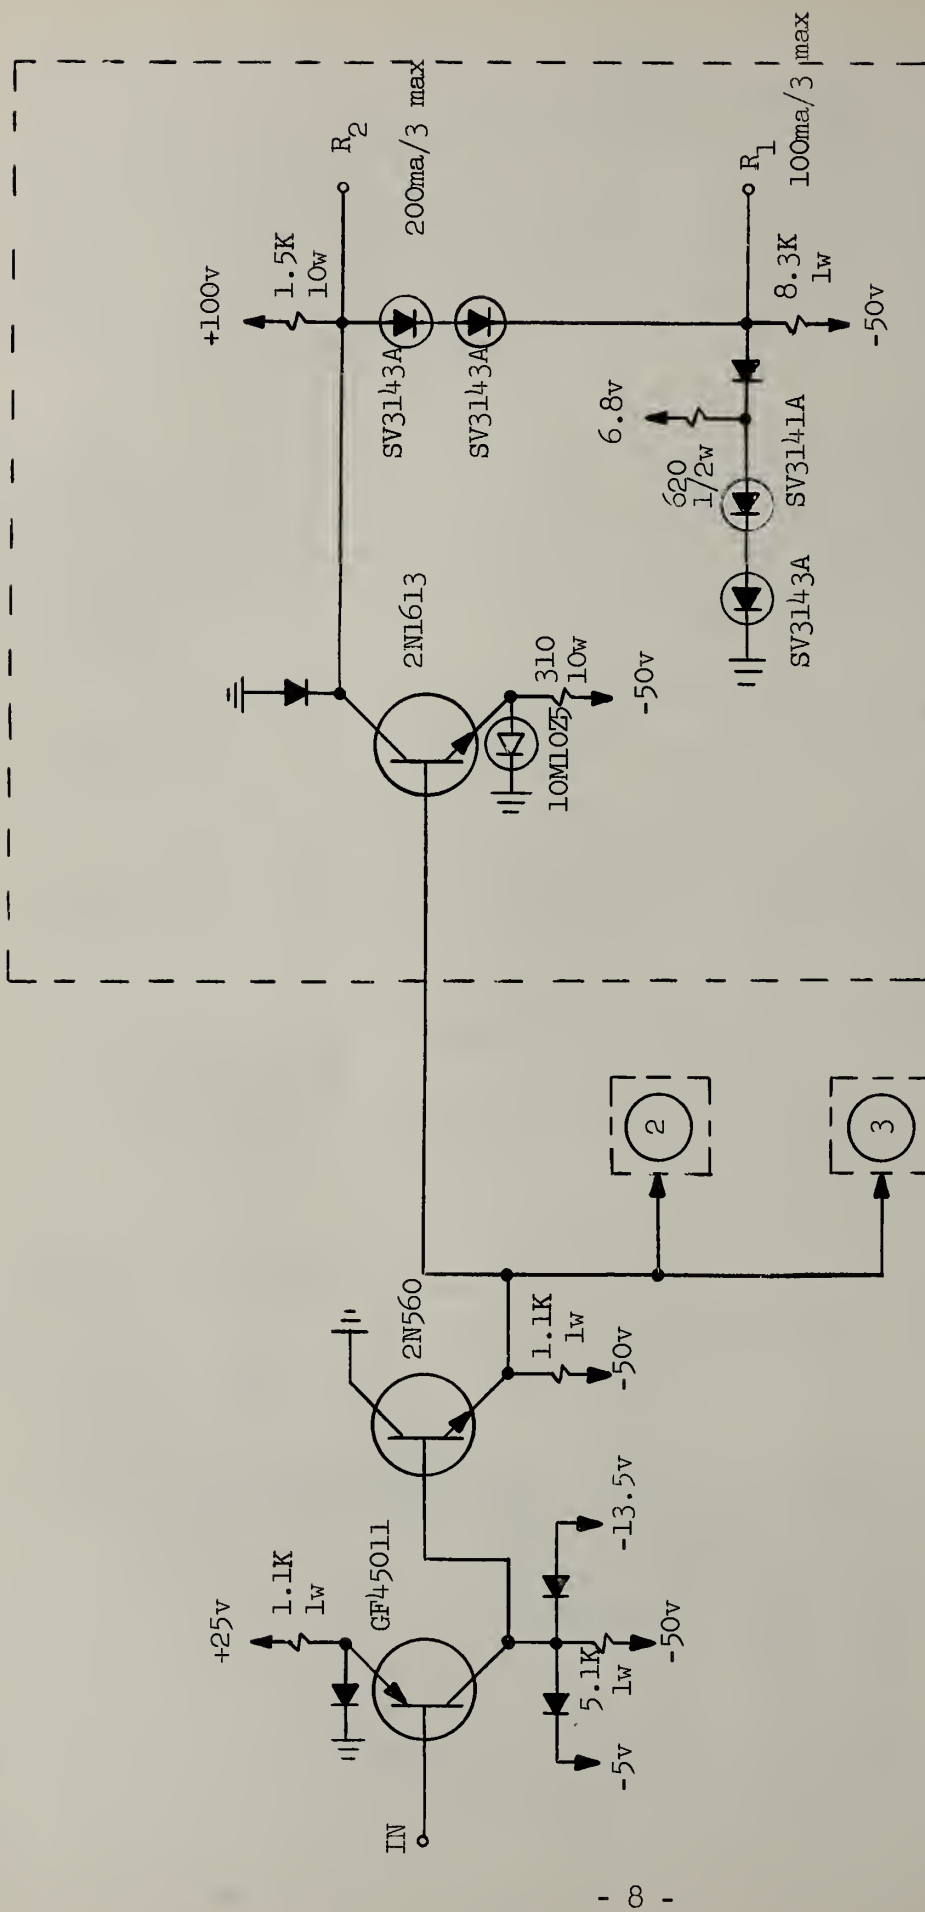 IN
+25v
1.1K
1w
GF45011
-5v
5.1K
1w
-50v
-13.5v
2N560
1.1K
1w
-50v
2
3
2N1613
10M10Z5
310
10w
-50v
+100v
1.5K
10w
R2
200ma/3 max
SV3143A
SV3143A
6.8v
620
1/2w
SV3143A
SV3141A
R1
100ma/3 max
8.3K
1w
-50v
- 8 -